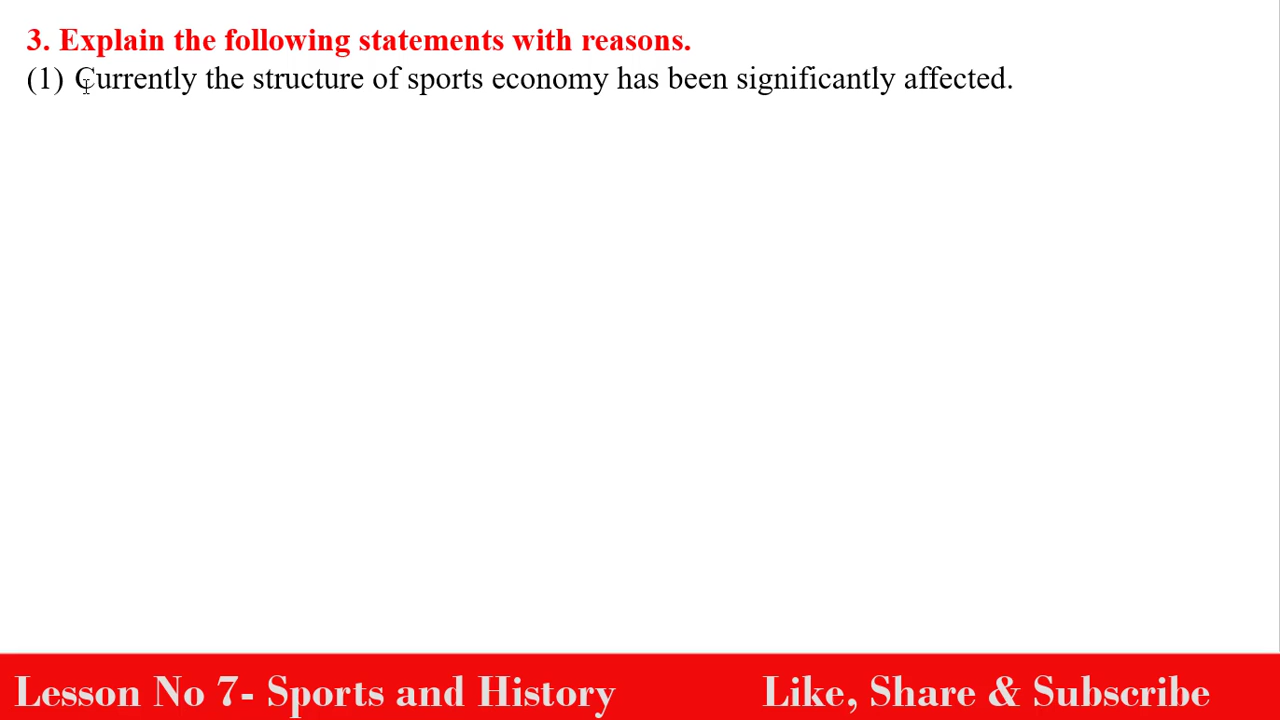 3. Explain the following statements with reasons.
(1) Currently the structure of sports economy has been significantly affected.
Lesson No 7- Sports and History
Like, Share & Subscribe